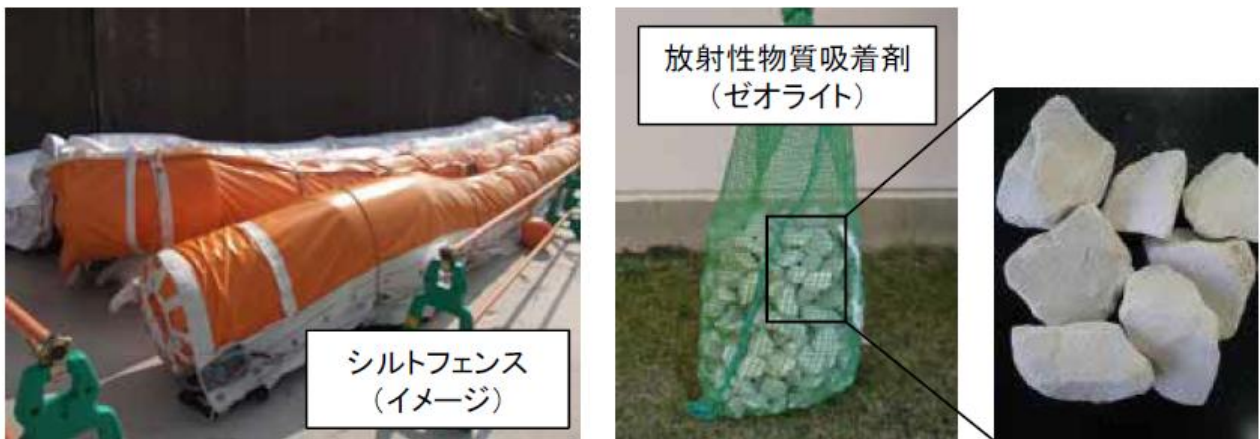 シルトフェンス
（イメージ）
放射性物質吸着剤
（ゼオライト）